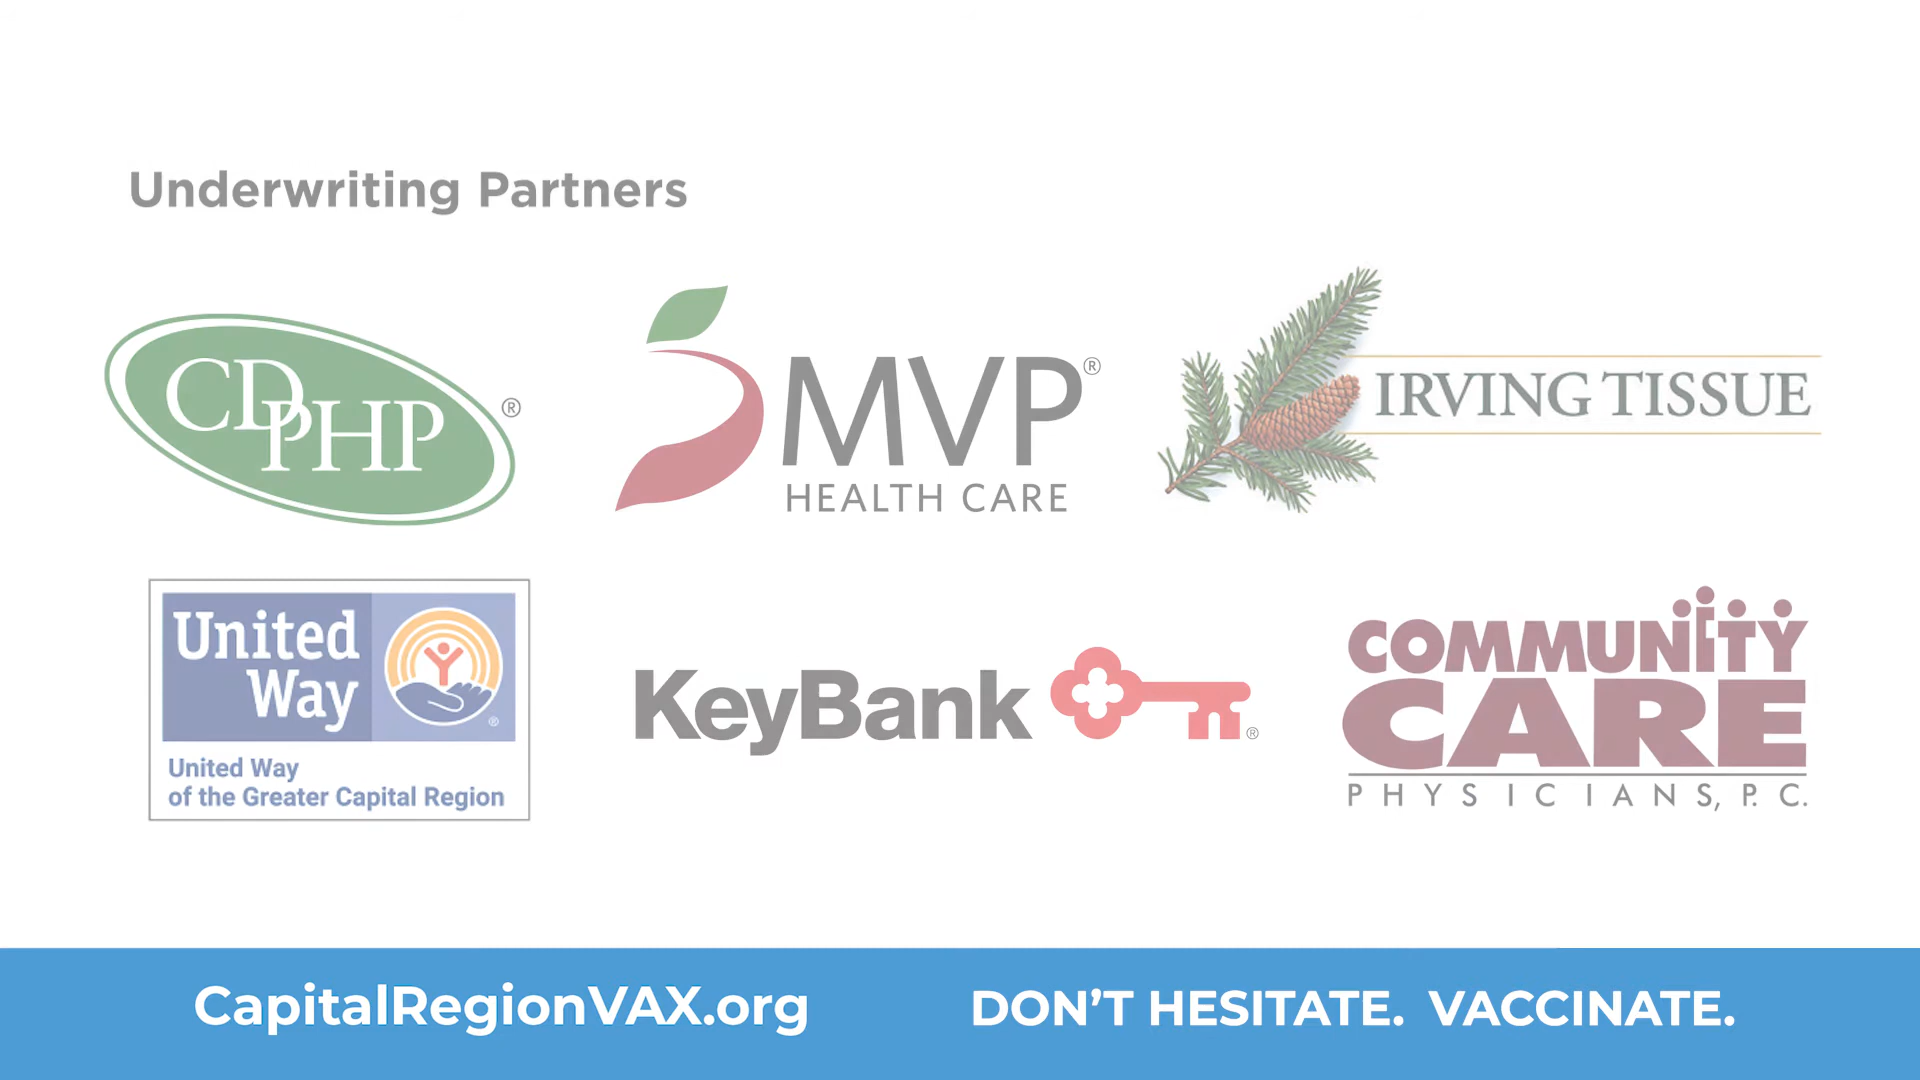 Underwriting Partners
CDPHP®
MVP®
HEALTH CARE
IRVING TISSUE
United
Way®
United Way
of the Greater Capital Region
KeyBank®
COMMUNITY
CARE
PHYSICIANS, P.C.
CapitalRegionVAX.org
DON’T HESITATE. VACCINATE.